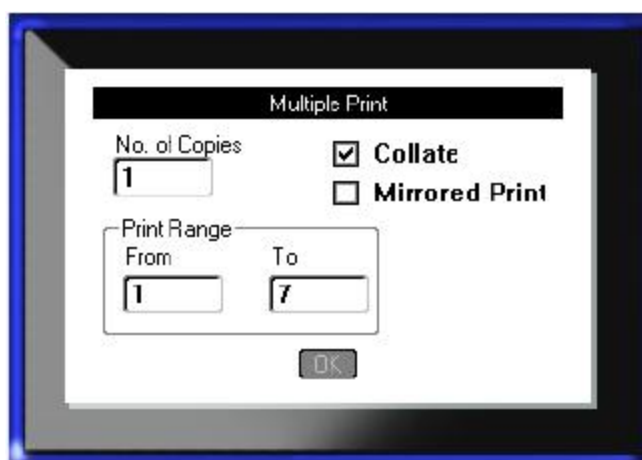 Multiple Print
No. of Copies
1
Collate
Mirrored Print
Print Range
From
To
1
7
OK